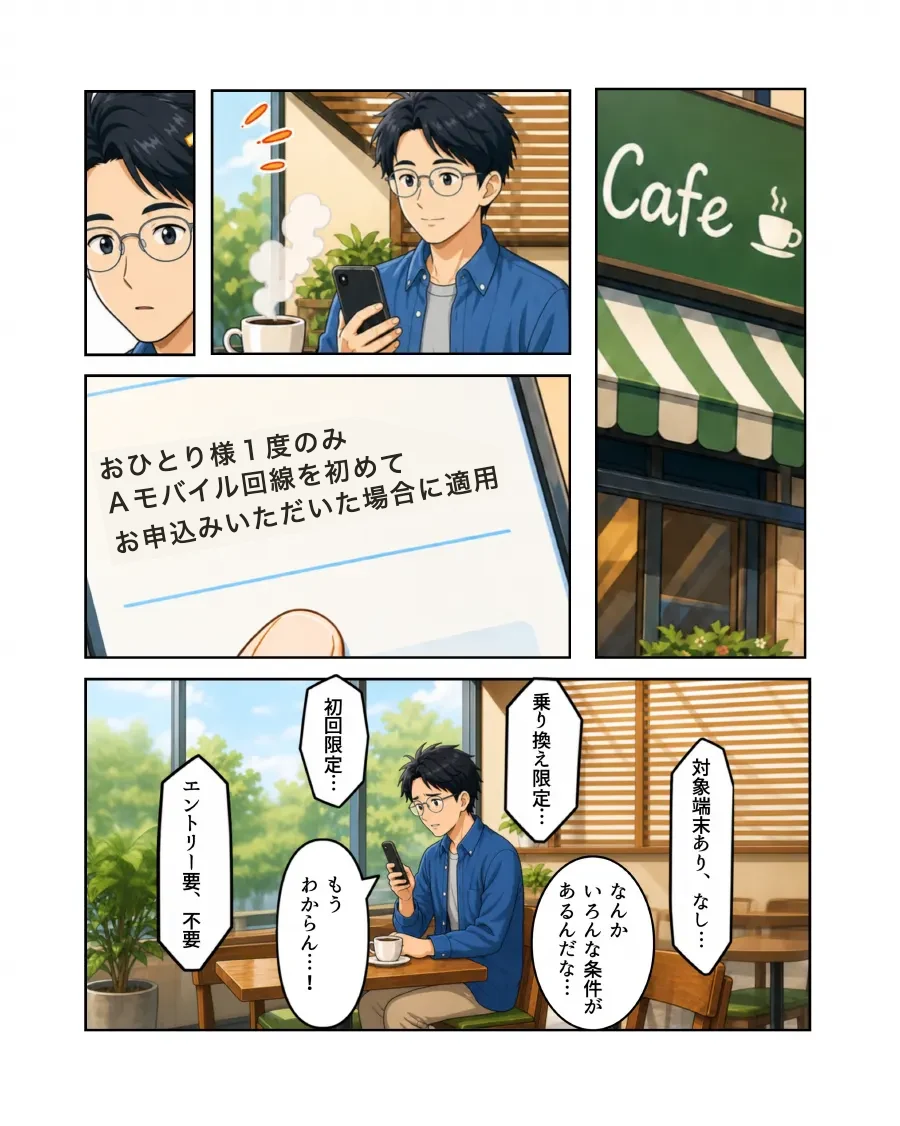 Cafe
おひとり様１度のみ
Ａモバイル回線を初めて
お申込みいただいた場合に適用
対象端末あり、なし…
なんか
いろんな条件が
あるんだな…
乗り換え限定…
初回限定…
もう
わからん…！
エントリー要、不要